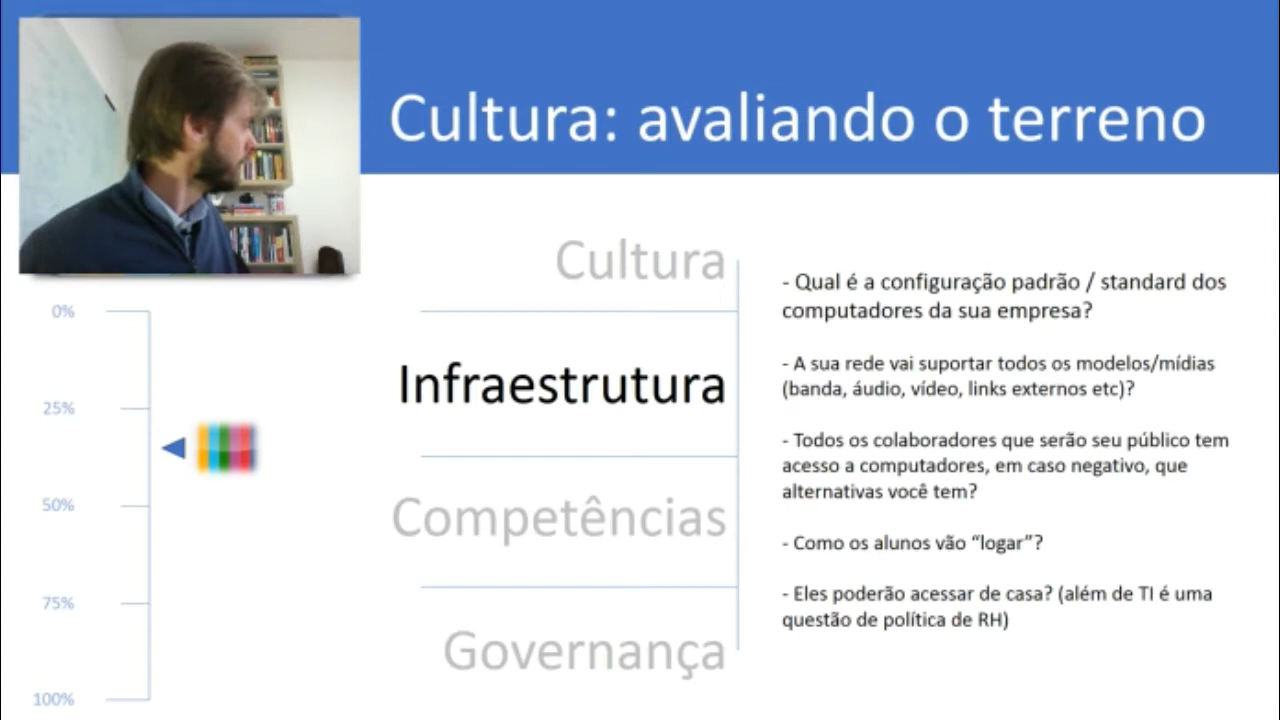 Cultura: avaliando o terreno
0%
25%
50%
75%
100%
Cultura
Infraestrutura
Competências
Governança
- Qual é a configuração padrão / standard dos
computadores da sua empresa?
- A sua rede vai suportar todos os modelos/mídias
(banda, áudio, vídeo, links externos etc)?
- Todos os colaboradores que serão seu público tem
acesso a computadores, em caso negativo, que
alternativas você tem?
- Como os alunos vão “logar”?
- Eles poderão acessar de casa? (além de TI é uma
questão de política de RH)